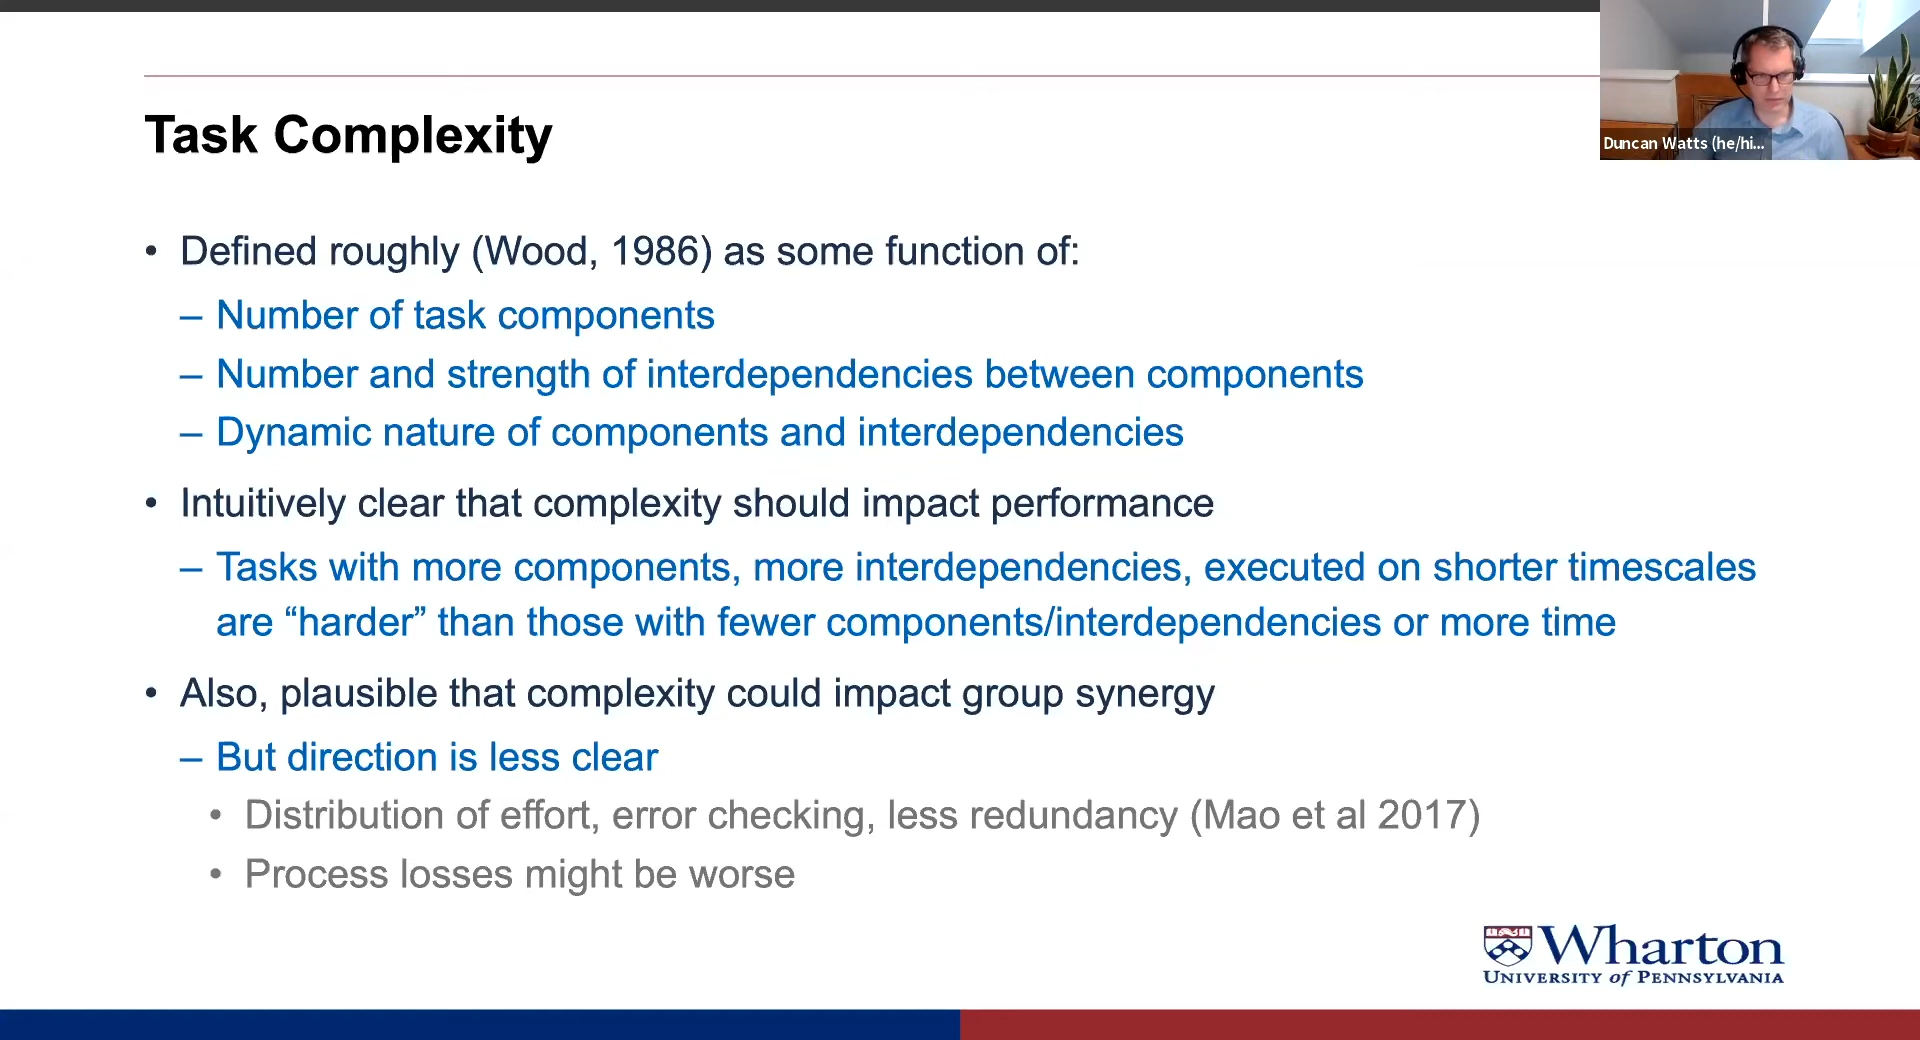 Duncan Watts (he/hi...
Task Complexity
• Defined roughly (Wood, 1986) as some function of:
– Number of task components
– Number and strength of interdependencies between components
– Dynamic nature of components and interdependencies
• Intuitively clear that complexity should impact performance
– Tasks with more components, more interdependencies, executed on shorter timescales
are “harder” than those with fewer components/interdependencies or more time
• Also, plausible that complexity could impact group synergy
– But direction is less clear
• Distribution of effort, error checking, less redundancy (Mao et al 2017)
• Process losses might be worse
Wharton
UNIVERSITY of PENNSYLVANIA